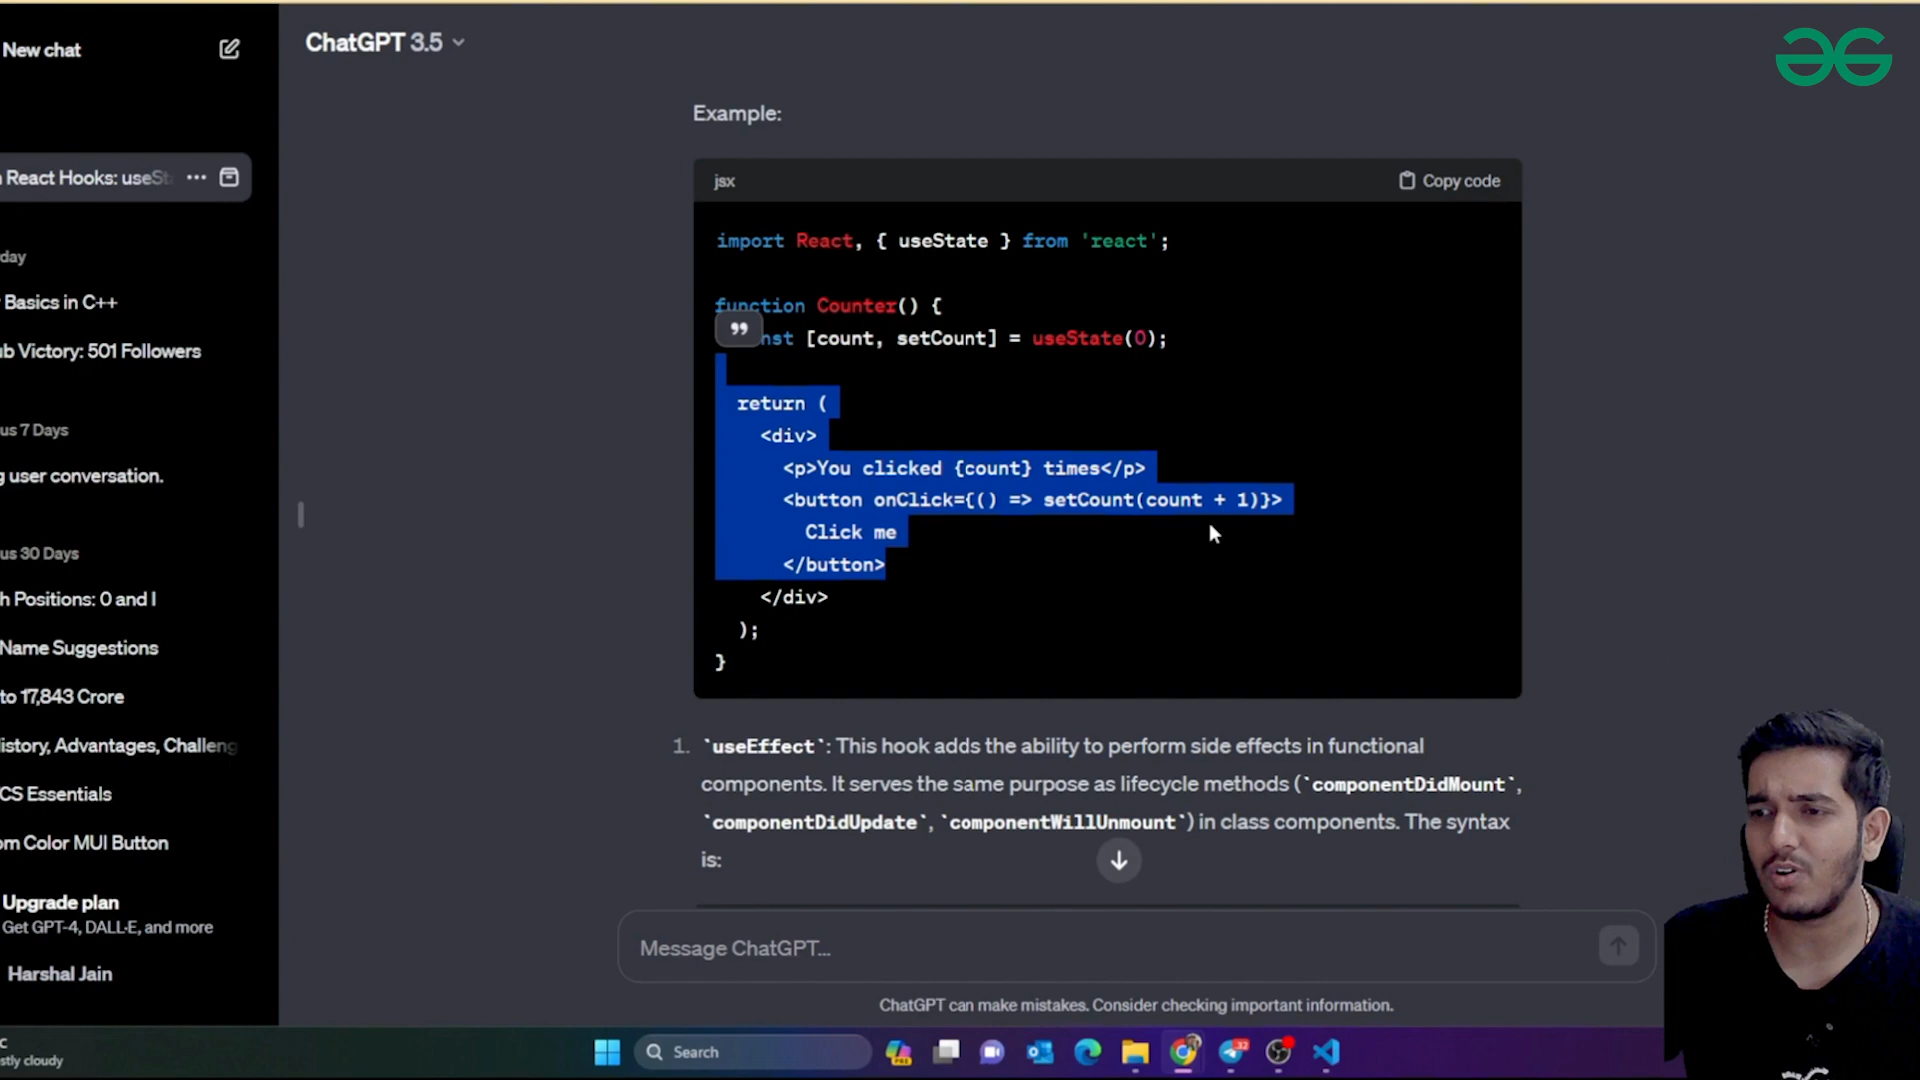 New chat
ChatGPT 3.5
Example:
React Hooks: useSt
jsx
Copy code
import React, { useState } from 'react';
day
Basics in C++
function Counter() {
nst [count, setCount] = useState(0);
ub Victory: 501 Followers
return (
us 7 Days
<div>
<p>You clicked {count} times</p>
g user conversation.
<button onClick={() => setCount(count + 1)}>
Click me
us 30 Days
</button>
h Positions: 0 and I
</div>
);
Name Suggestions
}
to 17,843 Crore
istory, Advantages, Challeng
1. `useEffect`: This hook adds the ability to perform side effects in functional
components. It serves the same purpose as lifecycle methods (`componentDidMount`,
CS Essentials
`componentDidUpdate`, `componentWillUnmount`) in class components. The syntax
om Color MUI Button
is:
Upgrade plan
Get GPT-4, DALL·E, and more
Message ChatGPT...
Harshal Jain
ChatGPT can make mistakes. Consider checking important information.
C
stly cloudy
Search
PRE
32